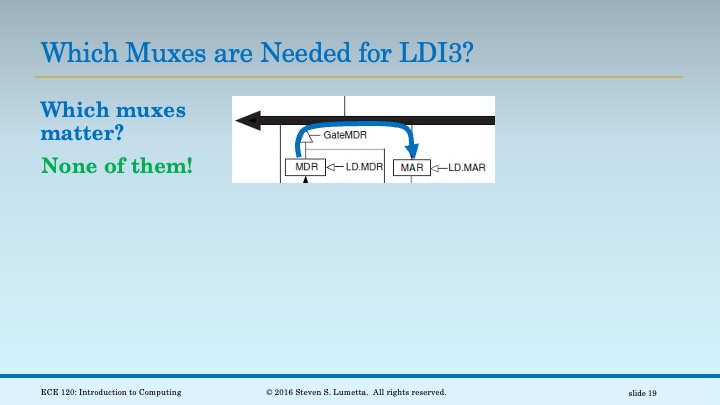 Which Muxes are Needed for LDI3?
Which muxes
matter?
None of them!
GateMDR
MDR
LD.MDR
MAR
LD.MAR
ECE 120: Introduction to Computing
© 2016 Steven S. Lumetta.  All rights reserved.
slide 19